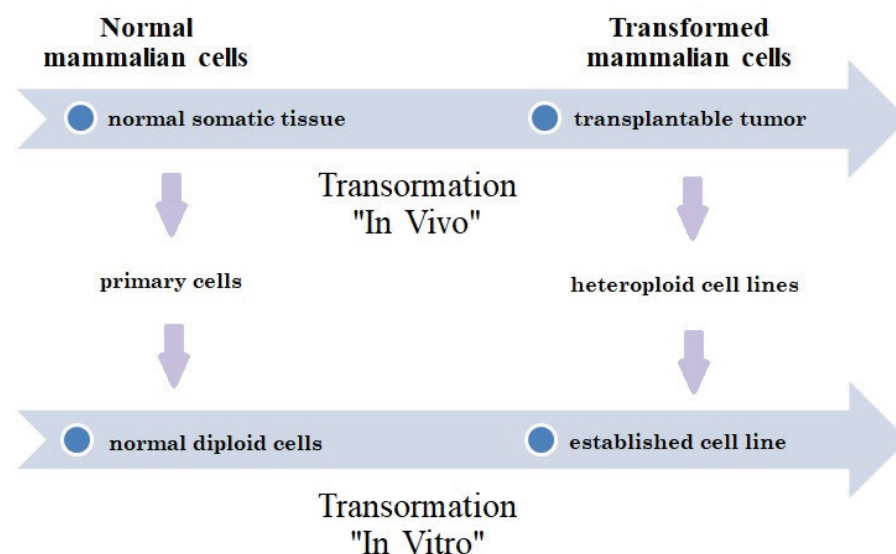 Normal
mammalian cells
Transformed
mammalian cells
normal somatic tissue
transplantable tumor
Transormation
"In Vivo"
primary cells
heteroploid cell lines
normal diploid cells
established cell line
Transormation
"In Vitro"